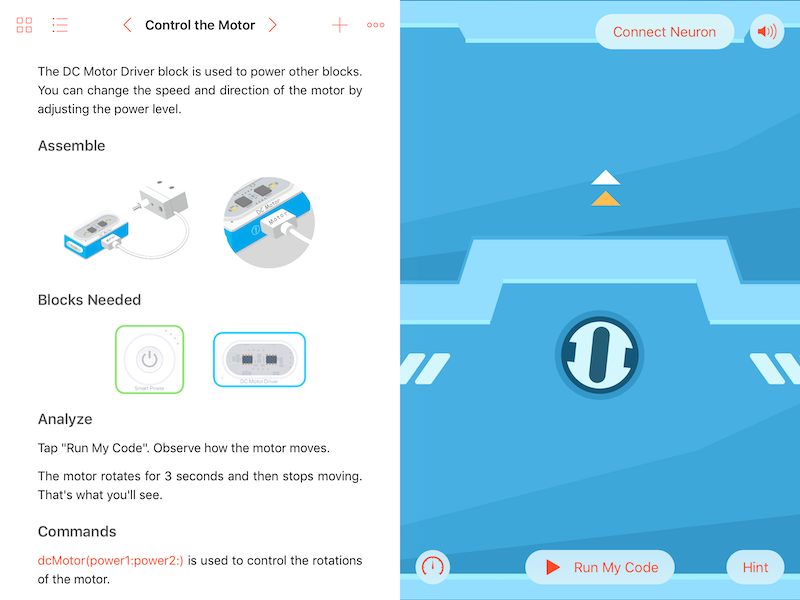 Control the Motor
The DC Motor Driver block is used to power other blocks.
You can change the speed and direction of the motor by
adjusting the power level.
Assemble
DC Motor
Motor
Blocks Needed
Smart Power
DC Motor Driver
Analyze
Tap "Run My Code". Observe how the motor moves.
The motor rotates for 3 seconds and then stops moving.
That's what you'll see.
Commands
dcMotor(power1:power2:) is used to control the rotations
of the motor.
Connect Neuron
Run My Code
Hint